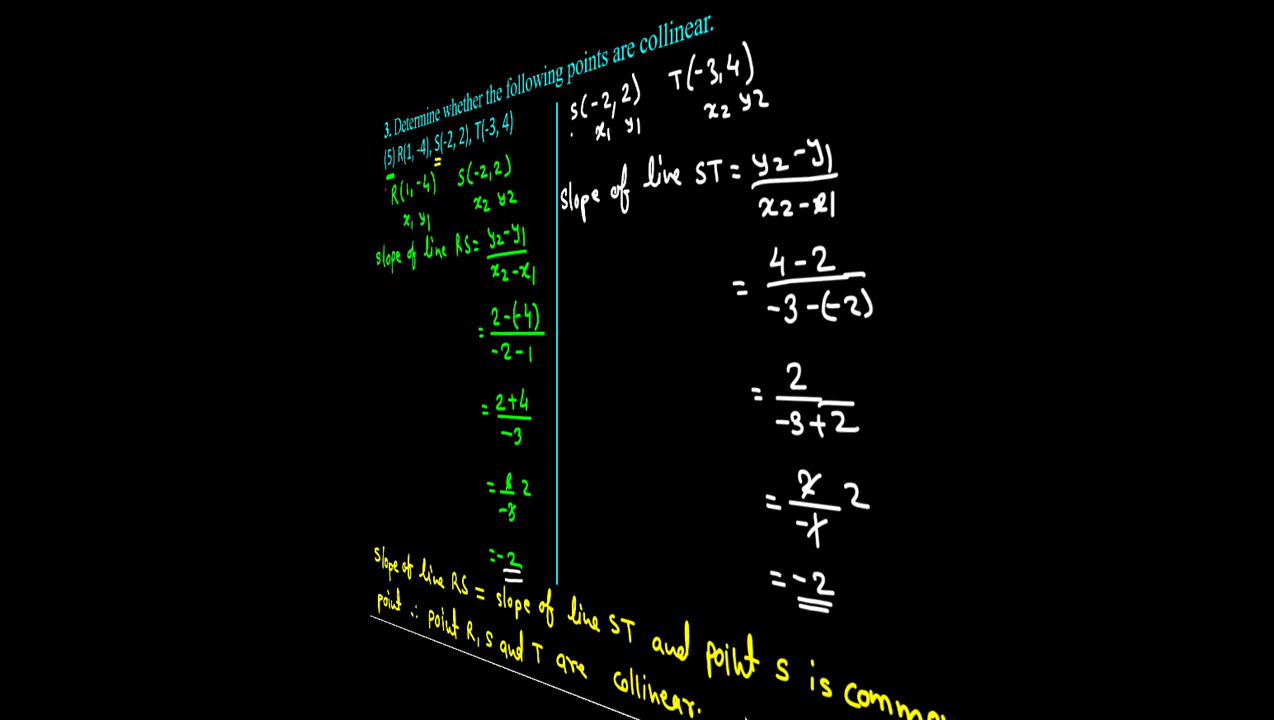 3. Determine whether the following points are collinear.
(5) R(1, -4), S(-2, 2), T(-3, 4)
R(1,-4) S(-2,2)
x1 y1 x2 y2
slope of line RS = y2-y1
x2-x1
= 2-(-4)
-2-1
= 2+4
-3
= 6 2
-3
=-2
S(-2,2) T(-3,4)
x1 y1 x2 y2
slope of line ST = y2-y1
x2-x1
= 4-2
-3-(-2)
= 2
-3+2
= 2 2
-1
= -2
slope of line RS = slope of line ST and point S is
point ∴ point R, S and T are collinear.